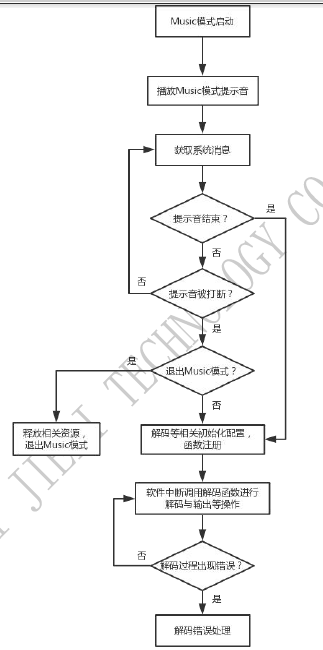 Music模式启动
播放Music模式提示音
获取系统消息
提示音结束？
是
否
提示音被打断？
否
是
退出Music模式？
是
否
释放相关资源，
退出Music模式
解码等相关初始化配置，
函数注册
软件中断调用解码函数进行
解码与输出等操作
解码过程出现错误？
否
是
解码错误处理
JIELI TECHNOLOGY CO